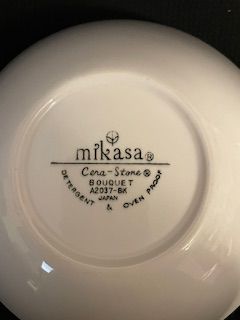 mikasa®
Cera-Stone®
BOUQUET
A2037-BK
JAPAN
DETERGENT & OVEN PROOF